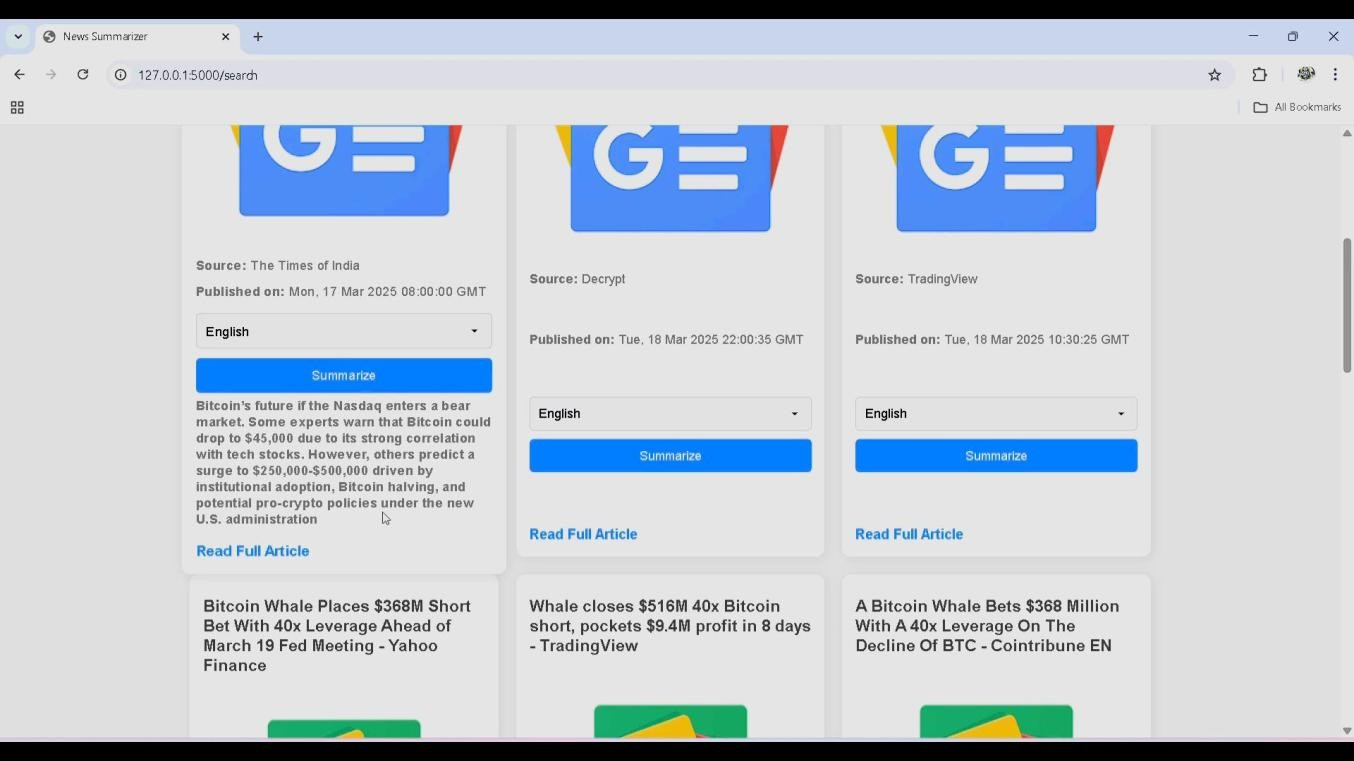 News Summarizer
127.0.0.1:5000/search
All Bookmarks
Source: The Times of India
Published on: Mon, 17 Mar 2025 08:00:00 GMT
English
Summarize
Bitcoin's future if the Nasdaq enters a bear
market. Some experts warn that Bitcoin could
drop to $45,000 due to its strong correlation
with tech stocks. However, others predict a
surge to $250,000-$500,000 driven by
institutional adoption, Bitcoin halving, and
potential pro-crypto policies under the new
U.S. administration
Read Full Article
Source: Decrypt
Published on: Tue, 18 Mar 2025 22:00:35 GMT
English
Summarize
Read Full Article
Source: TradingView
Published on: Tue, 18 Mar 2025 10:30:25 GMT
English
Summarize
Read Full Article
Bitcoin Whale Places $368M Short
Bet With 40x Leverage Ahead of
March 19 Fed Meeting - Yahoo
Finance
Whale closes $516M 40x Bitcoin
short, pockets $9.4M profit in 8 days
- TradingView
A Bitcoin Whale Bets $368 Million
With A 40x Leverage On The
Decline Of BTC - Cointribune EN